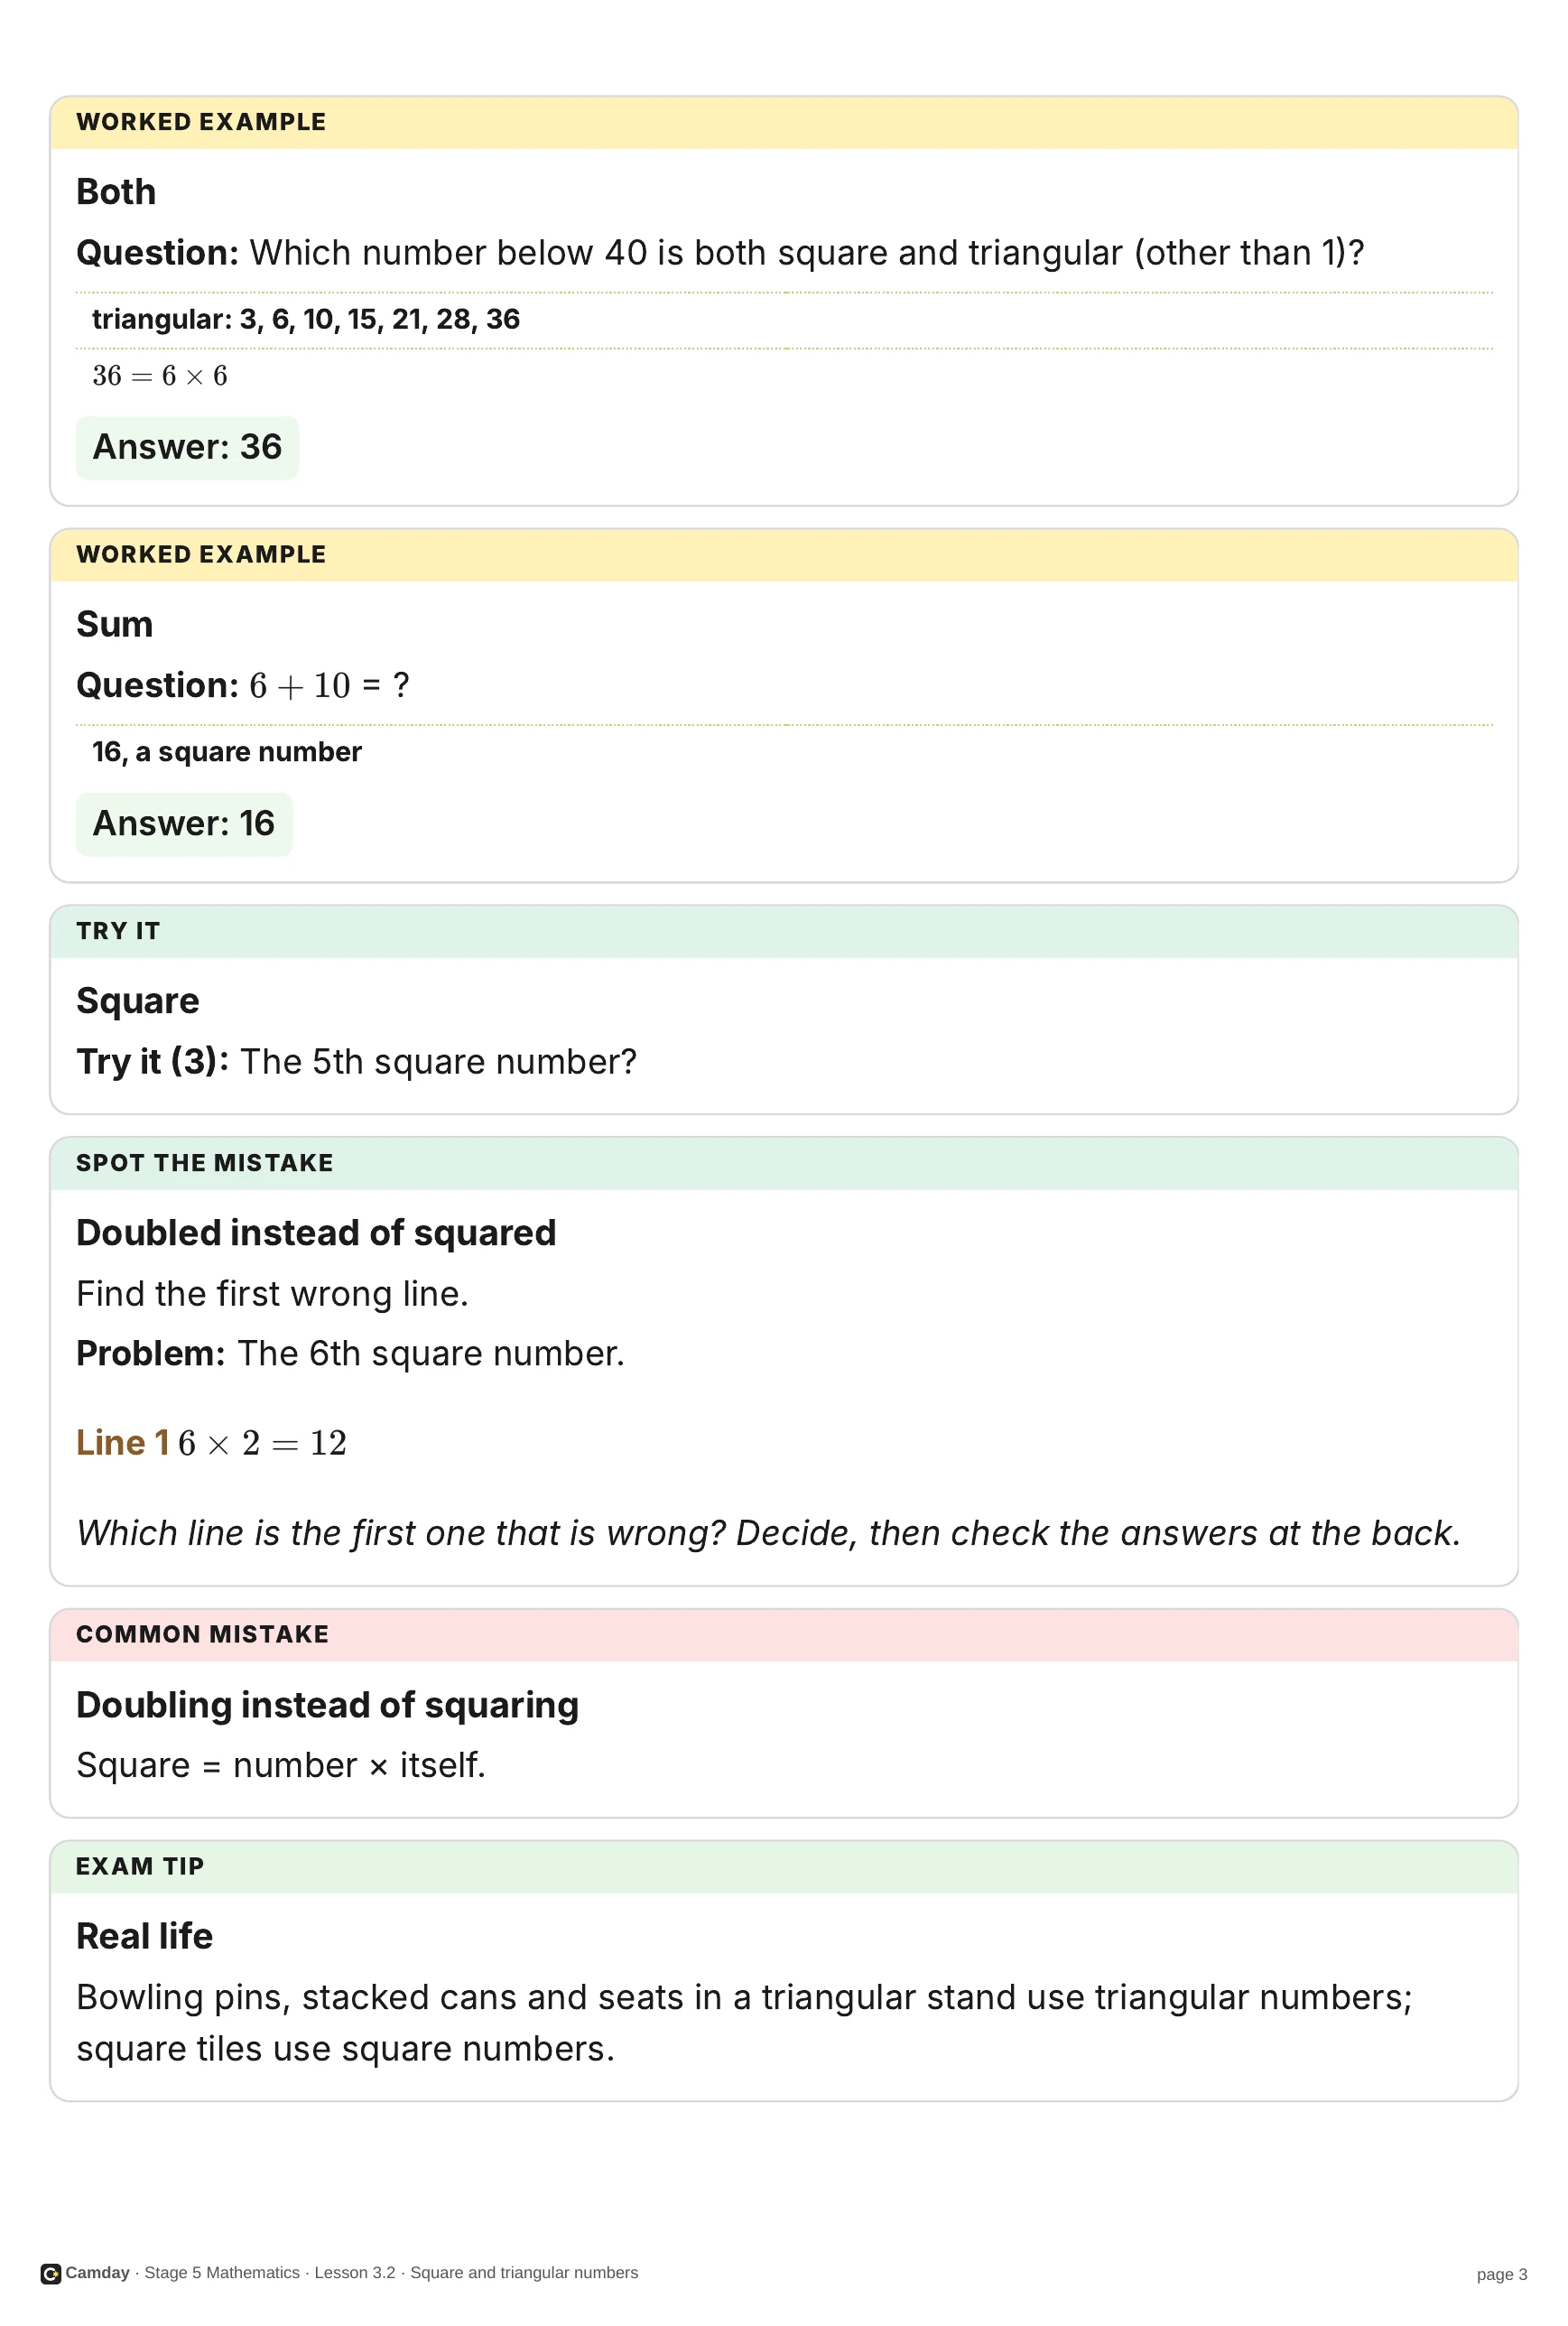 WORKED EXAMPLE
Both
Question: Which number below 40 is both square and triangular (other than 1)?
triangular: 3, 6, 10, 15, 21, 28, 36
36 = 6 × 6
Answer: 36
WORKED EXAMPLE
Sum
Question: 6 + 10 = ?
16, a square number
Answer: 16
TRY IT
Square
Try it (3): The 5th square number?
SPOT THE MISTAKE
Doubled instead of squared
Find the first wrong line.
Problem: The 6th square number.
Line 1 6 × 2 = 12
Which line is the first one that is wrong? Decide, then check the answers at the back.
COMMON MISTAKE
Doubling instead of squaring
Square = number × itself.
EXAM TIP
Real life
Bowling pins, stacked cans and seats in a triangular stand use triangular numbers;
square tiles use square numbers.
Camday · Stage 5 Mathematics · Lesson 3.2 · Square and triangular numbers
page 3